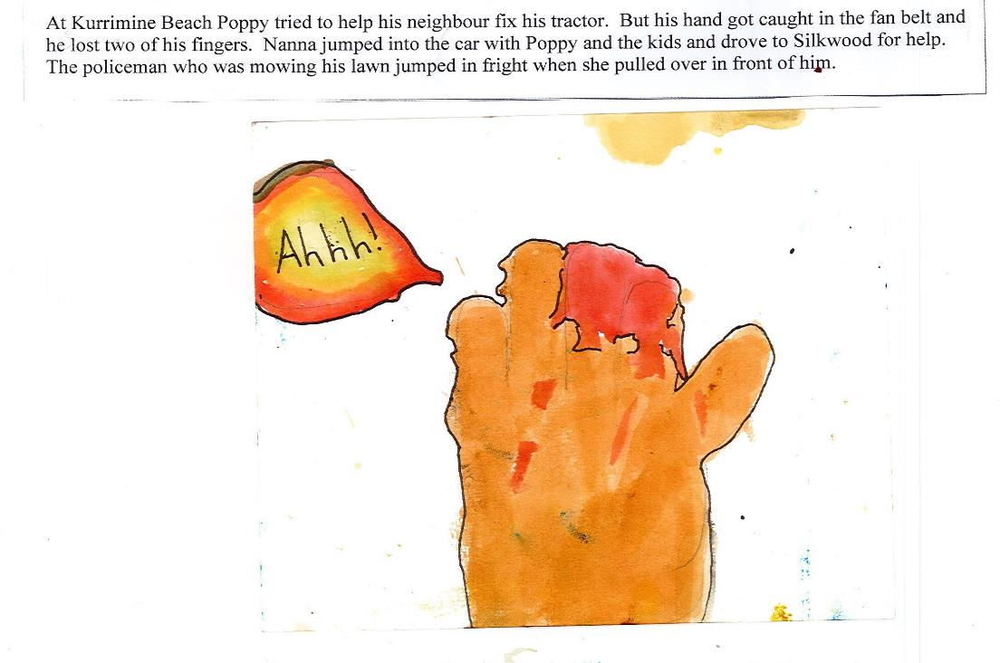 At Kurrimine Beach Poppy tried to help his neighbour fix his tractor.  But his hand got caught in the fan belt and
he lost two of his fingers.  Nanna jumped into the car with Poppy and the kids and drove to Silkwood for help.
The policeman who was mowing his lawn jumped in fright when she pulled over in front of him.
Ahhh!